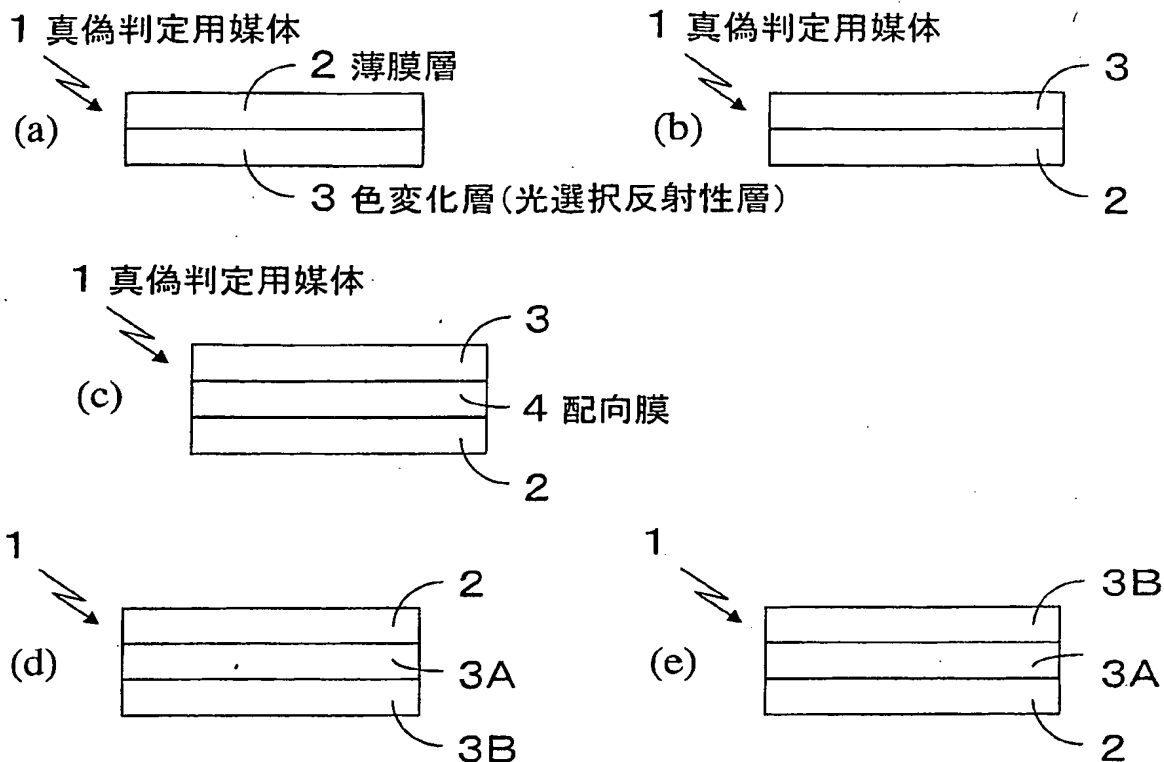 1 真偽判定用媒体
2 薄膜層
(a)
3 色変化層(光選択反射性層)
1 真偽判定用媒体
3
(b)
2
1 真偽判定用媒体
3
(c)
4 配向膜
2
1
2
(d)
3A
3B
1
3B
(e)
3A
2